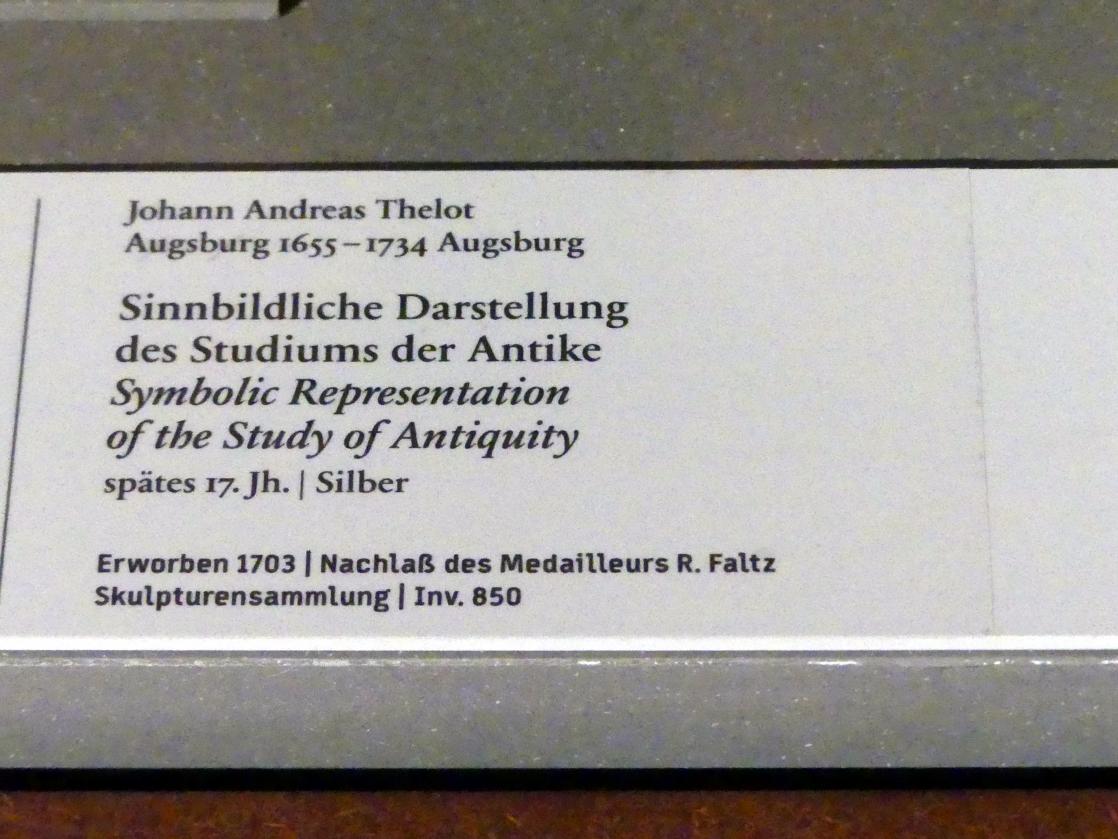 Johann Andreas Thelot
Augsburg 1655–1734 Augsburg
Sinnbildliche Darstellung
des Studiums der Antike
Symbolic Representation
of the Study of Antiquity
spätes 17. Jh. | Silber
Erworben 1703 | Nachlaß des Medailleurs R. Faltz
Skulpturensammlung | Inv. 850